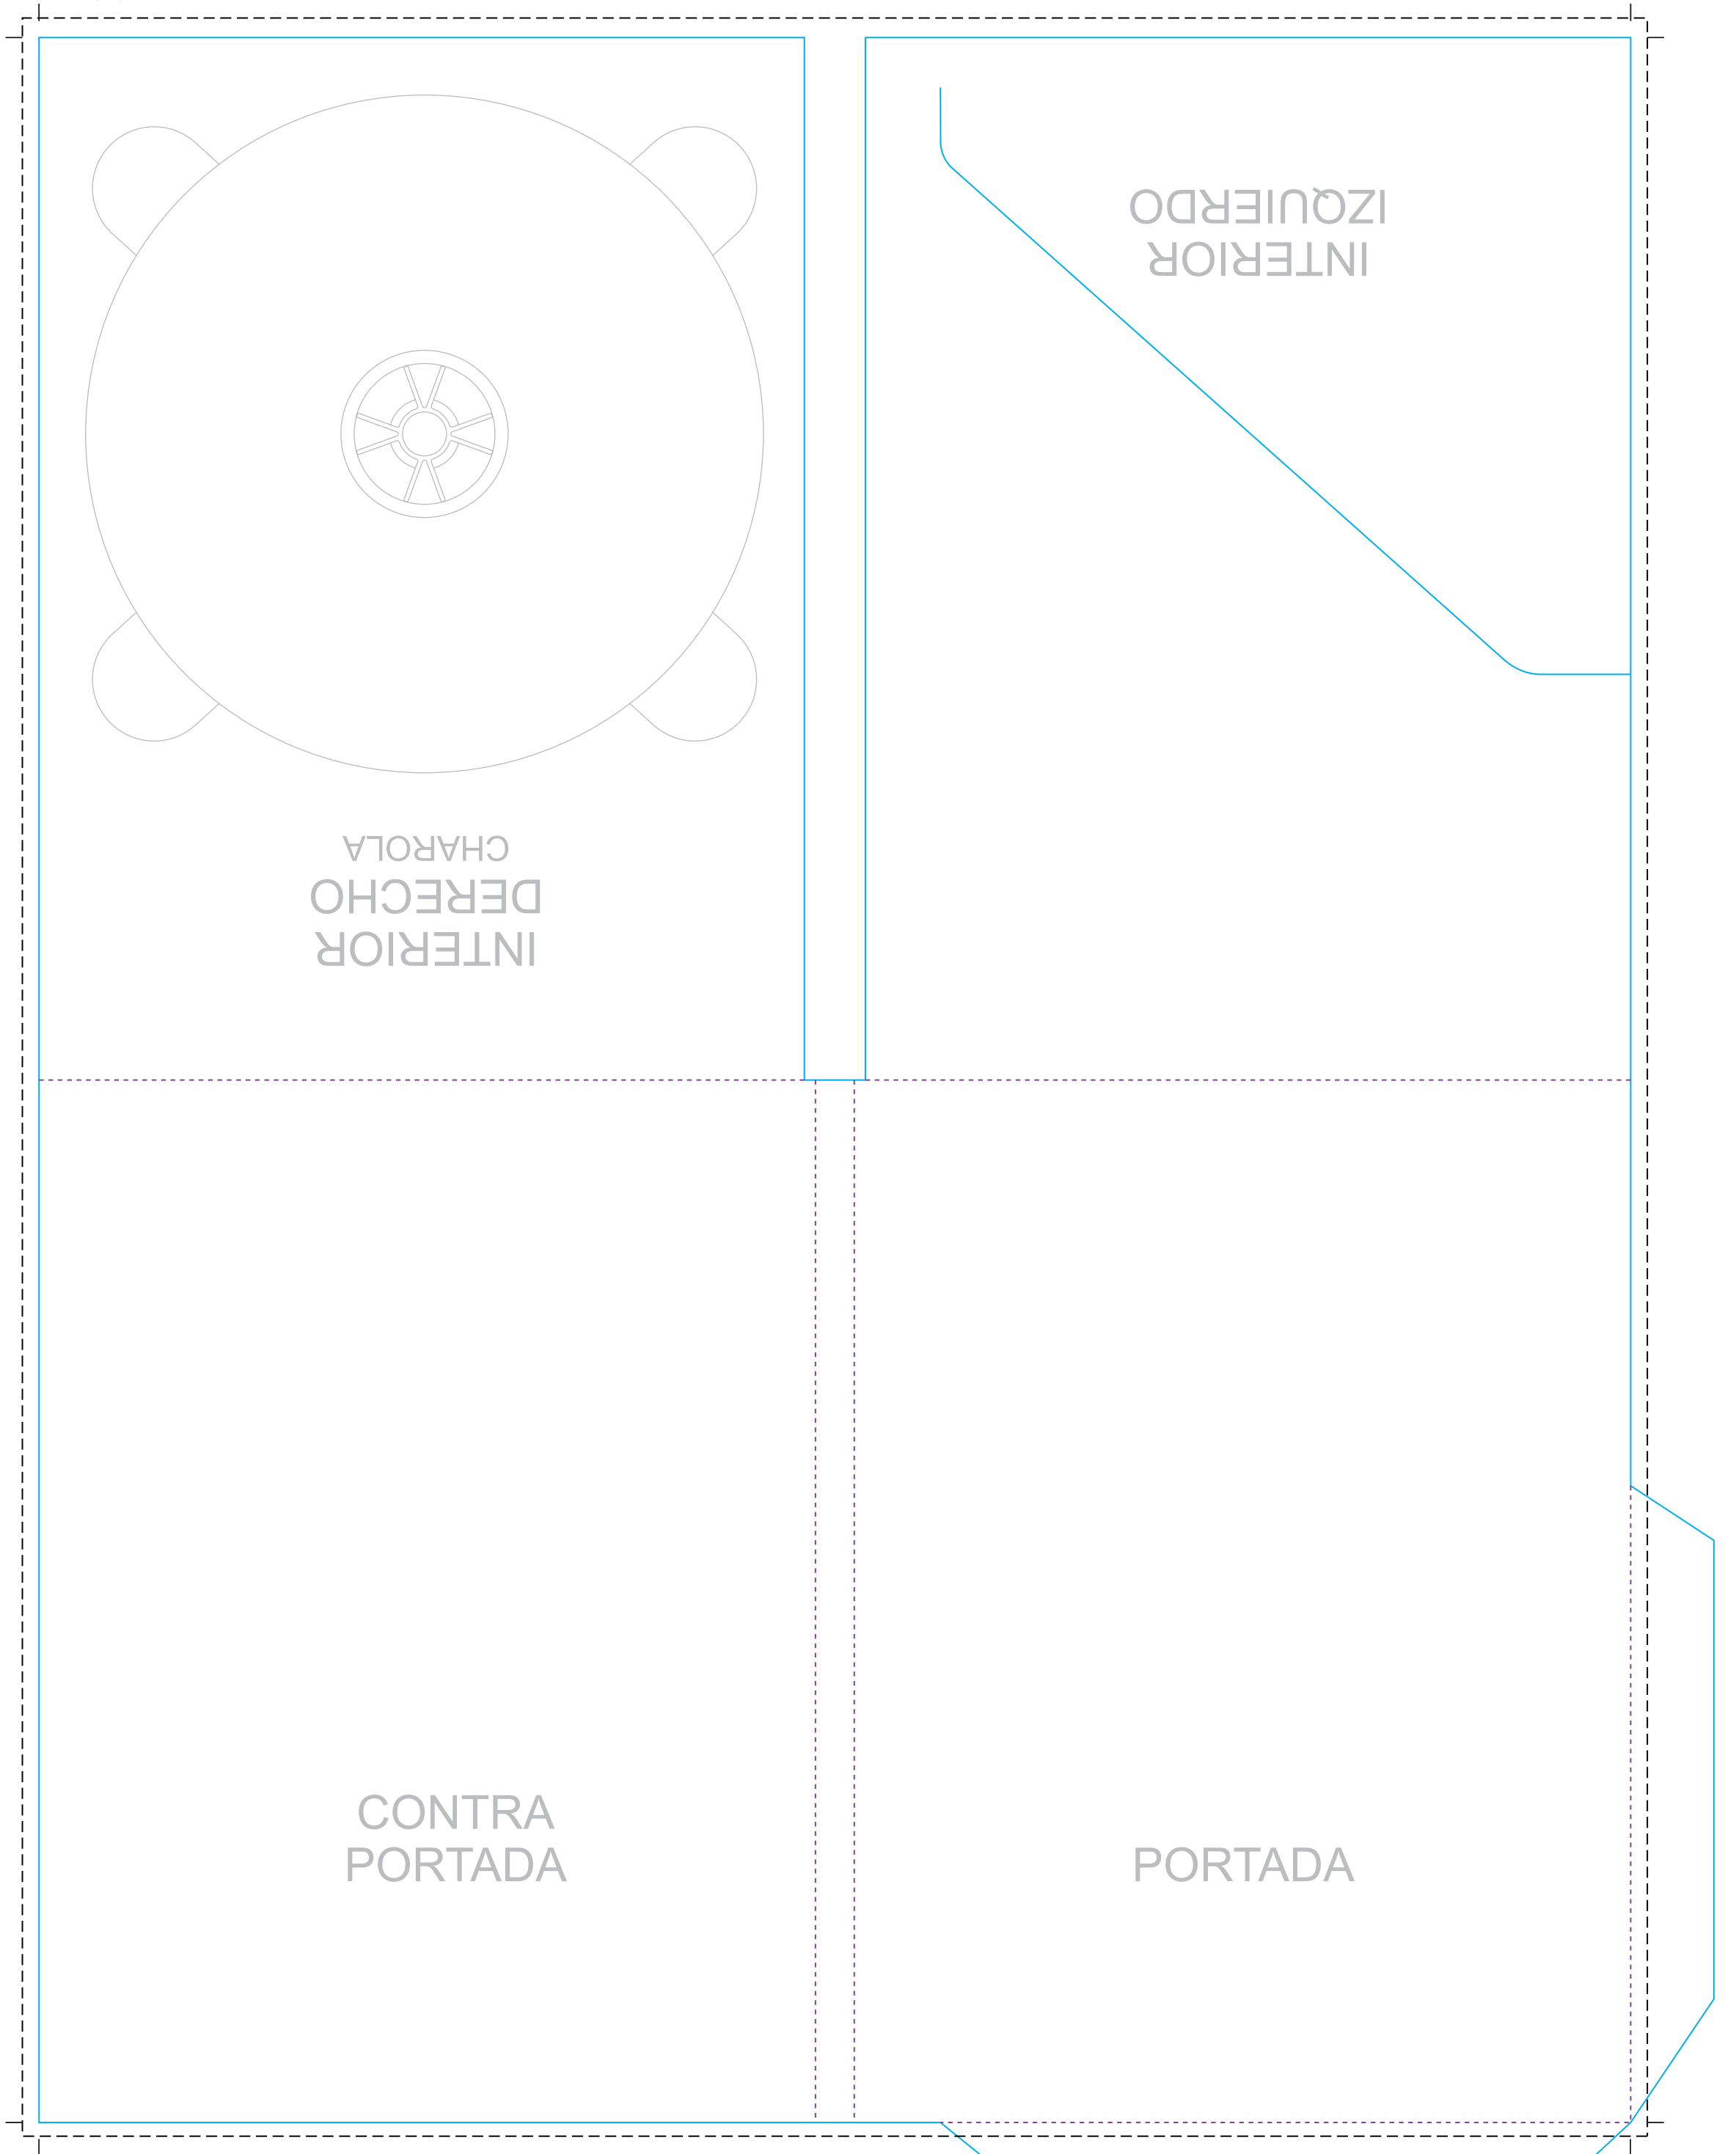 INTERIOR
IZQUIERDO
INTERIOR
DERECHO
CHAROLA
CONTRA
PORTADA
PORTADA